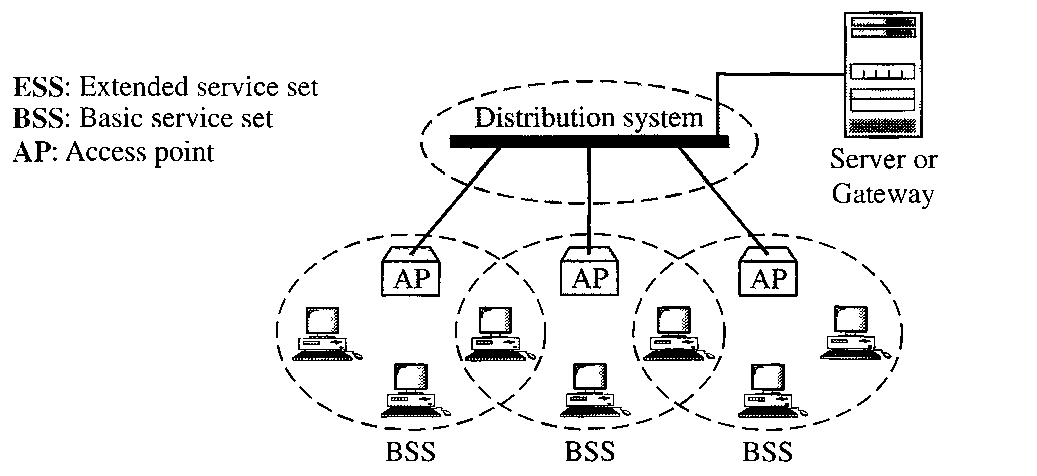 ESS: Extended service set
BSS: Basic service set
AP: Access point
Distribution system
Server or
Gateway
AP
AP
AP
BSS
BSS
BSS